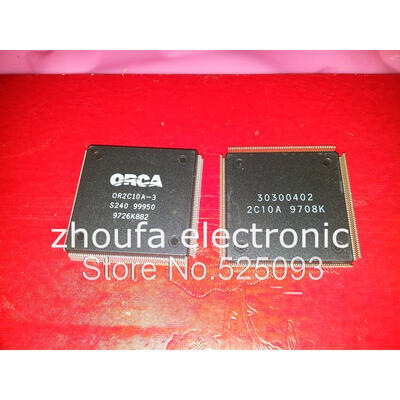 ORCA
OR2C10A-3
S240 99950
9726K882
30300402
2C10A 9708K
zhoufa electronic
Store No.525093